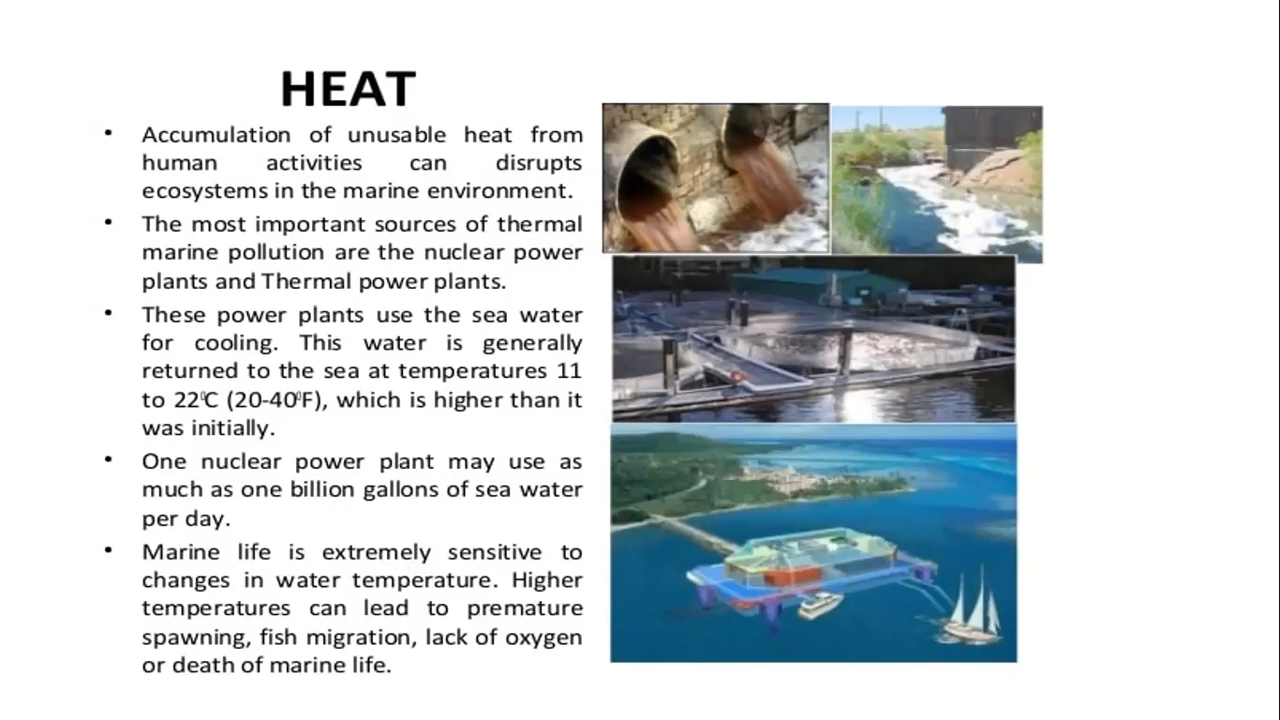 HEAT
• Accumulation of unusable heat from
human activities can disrupts
ecosystems in the marine environment.
• The most important sources of thermal
marine pollution are the nuclear power
plants and Thermal power plants.
• These power plants use the sea water
for cooling. This water is generally
returned to the sea at temperatures 11
to 22⁰C (20-40⁰F), which is higher than it
was initially.
• One nuclear power plant may use as
much as one billion gallons of sea water
per day.
• Marine life is extremely sensitive to
changes in water temperature. Higher
temperatures can lead to premature
spawning, fish migration, lack of oxygen
or death of marine life.